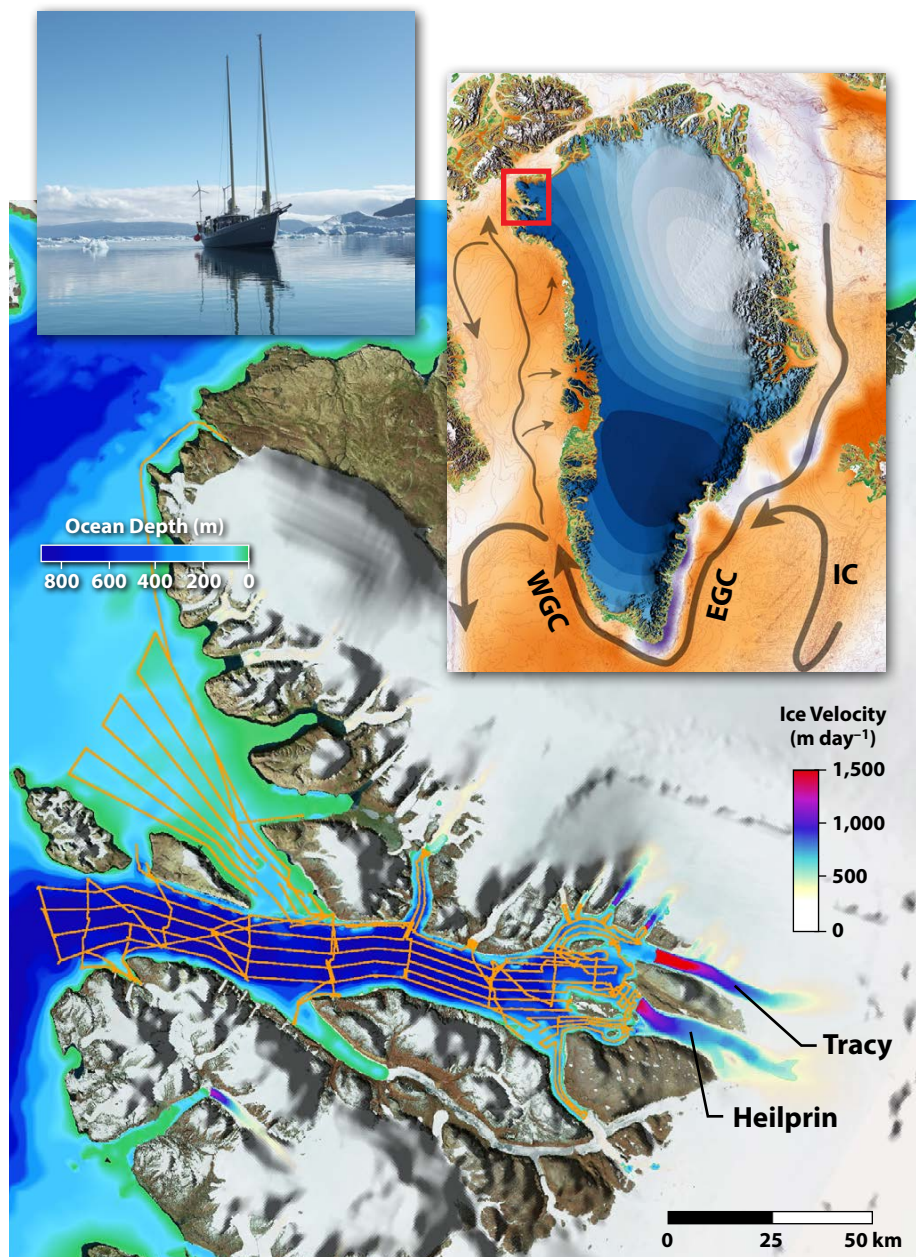 WGC
EGC
IC
Ocean Depth (m)
800 600 400 200 0
Ice Velocity
(m day⁻¹)
1,500
1,000
500
0
Tracy
Heilprin
0 25 50 km